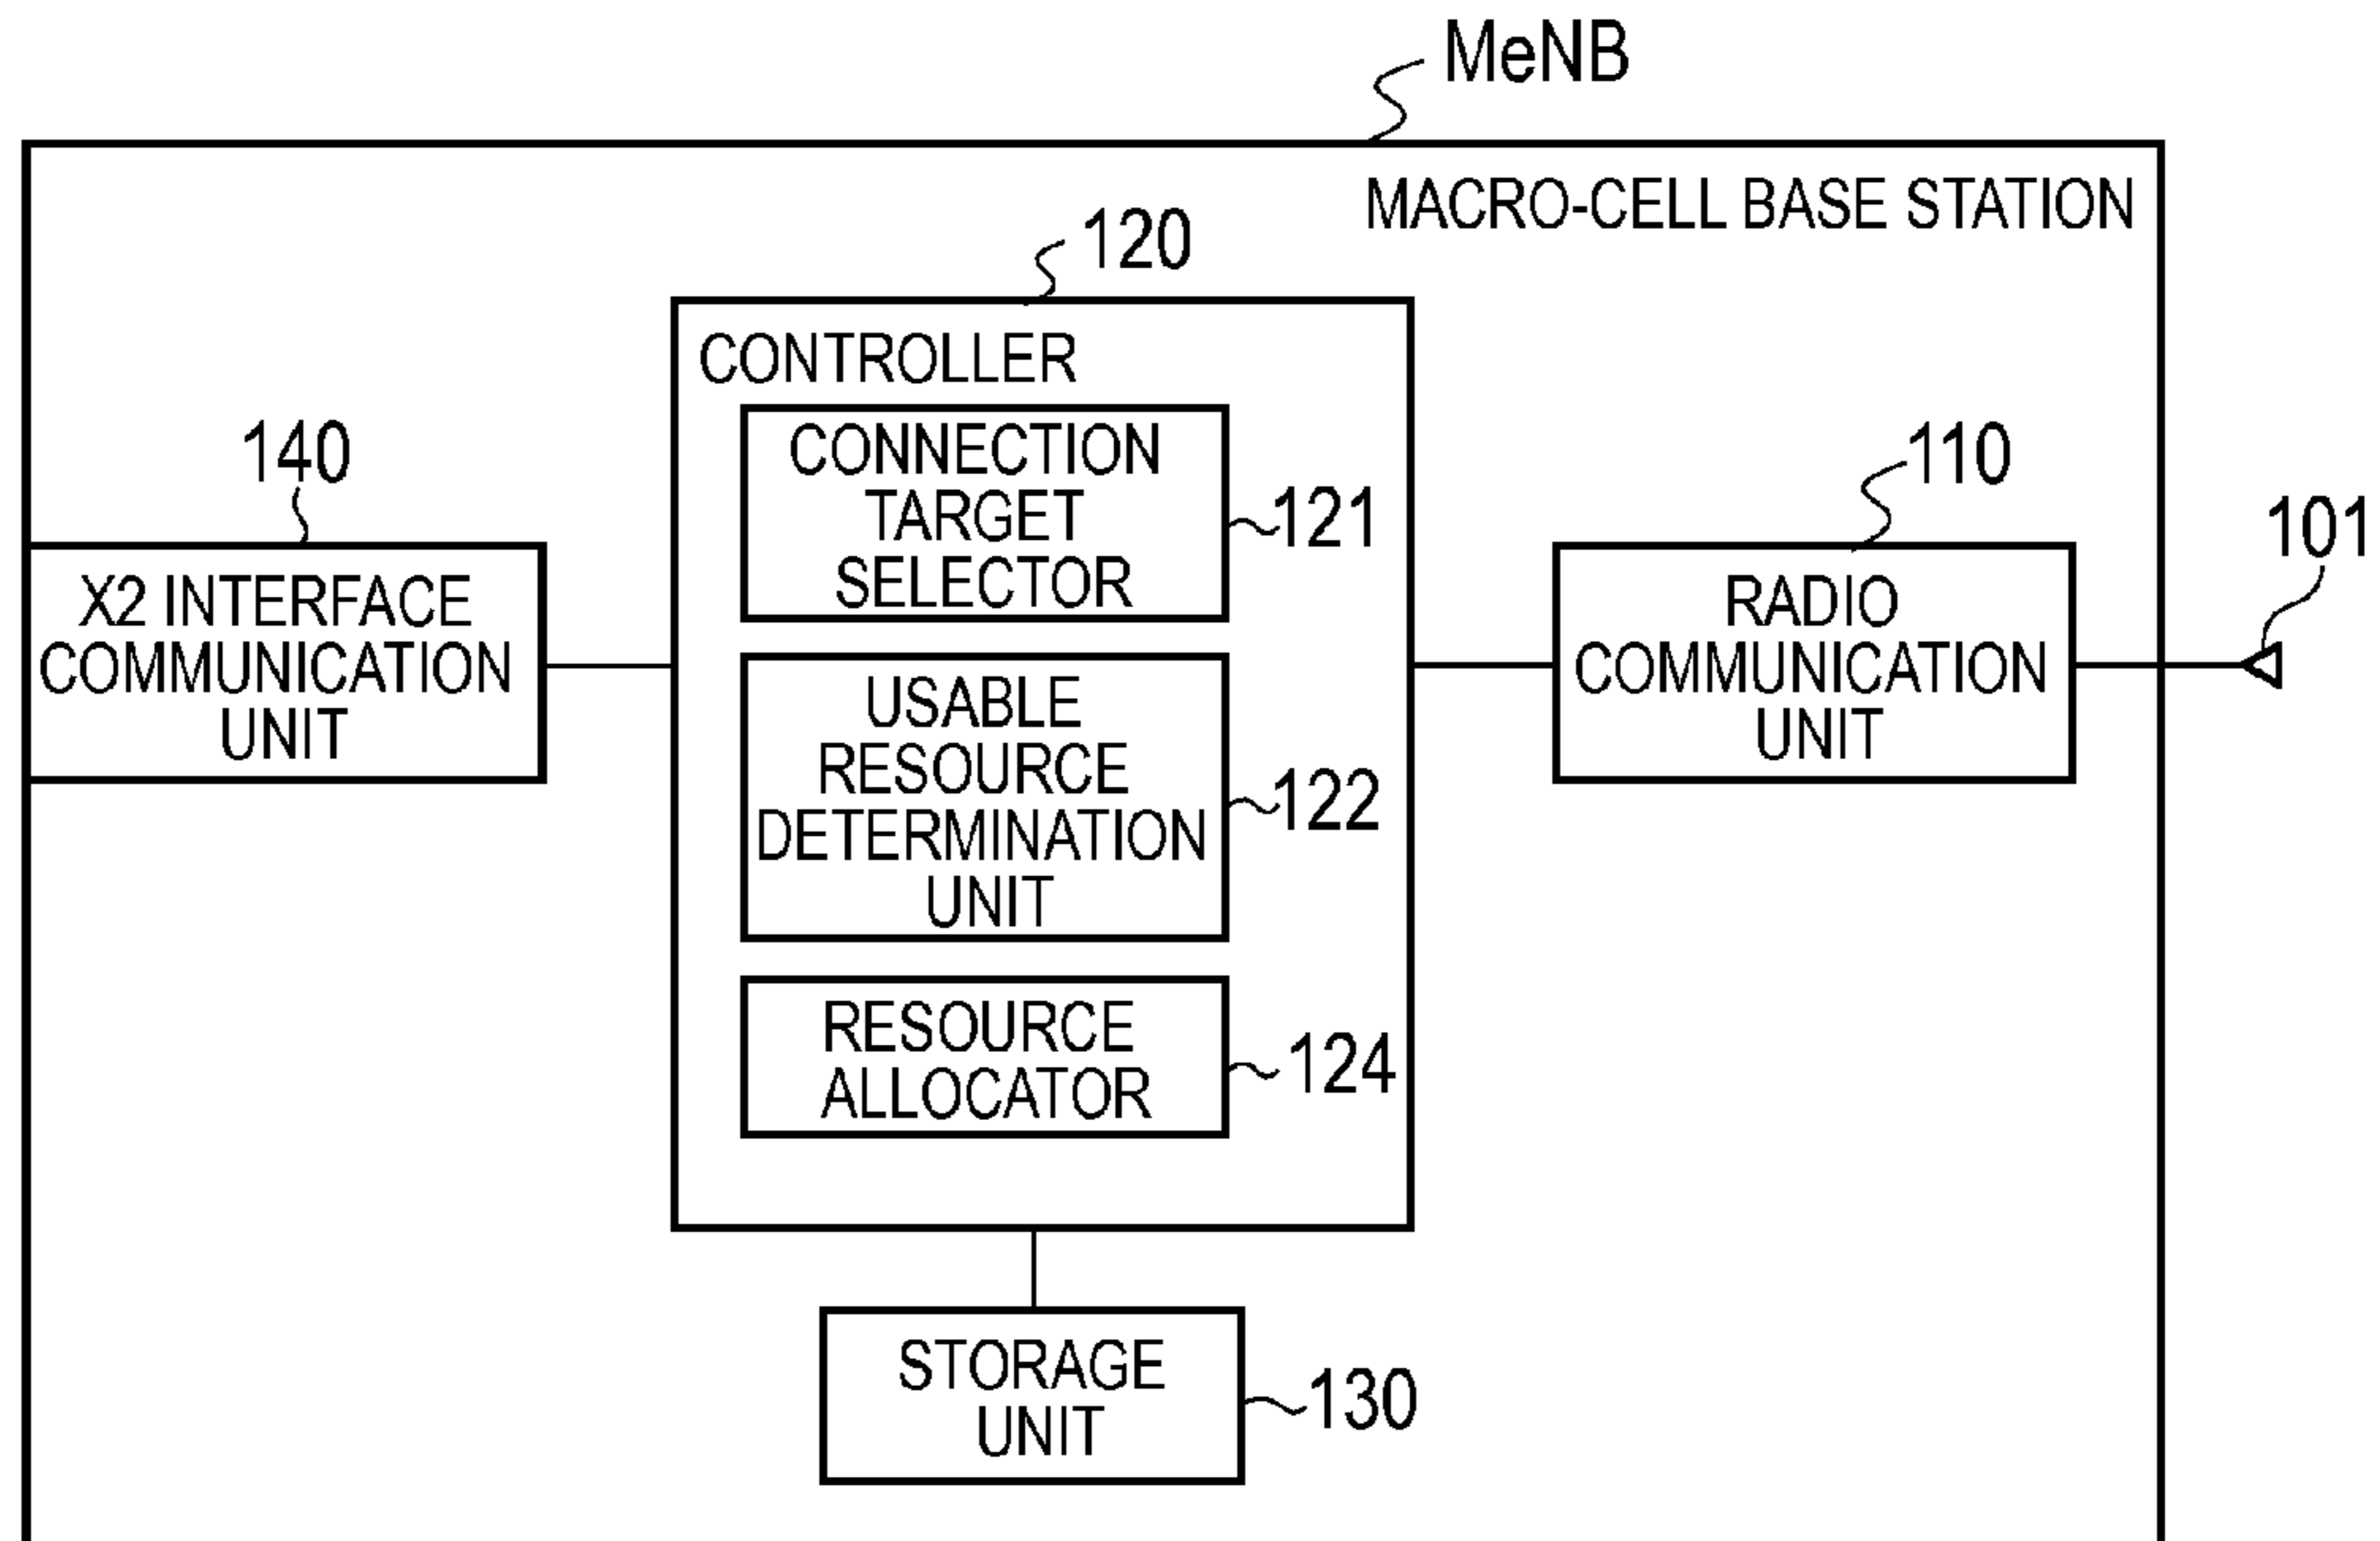 MeNB
MACRO-CELL BASE STATION
120
CONTROLLER
140
X2 INTERFACE
COMMUNICATION
UNIT
CONNECTION
TARGET
SELECTOR
121
USABLE
RESOURCE
DETERMINATION
UNIT
122
RESOURCE
ALLOCATOR
124
110
RADIO
COMMUNICATION
UNIT
101
STORAGE
UNIT
130